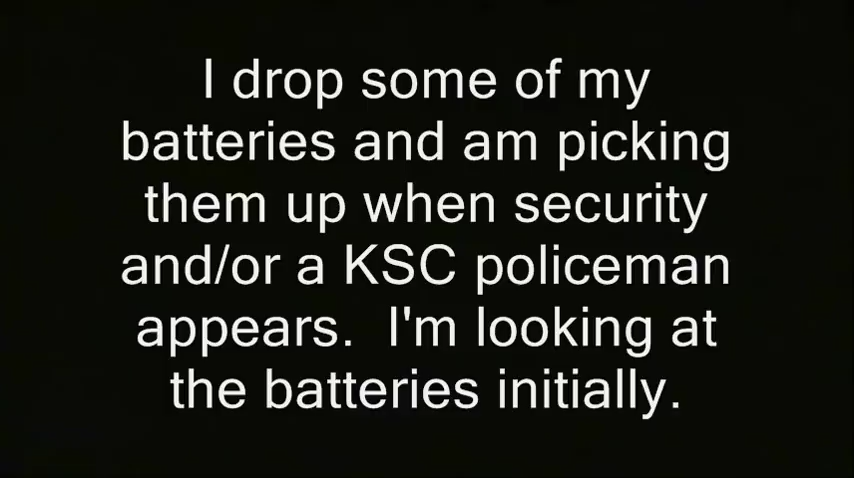 I drop some of my
batteries and am picking
them up when security
and/or a KSC policeman
appears.  I'm looking at
the batteries initially.